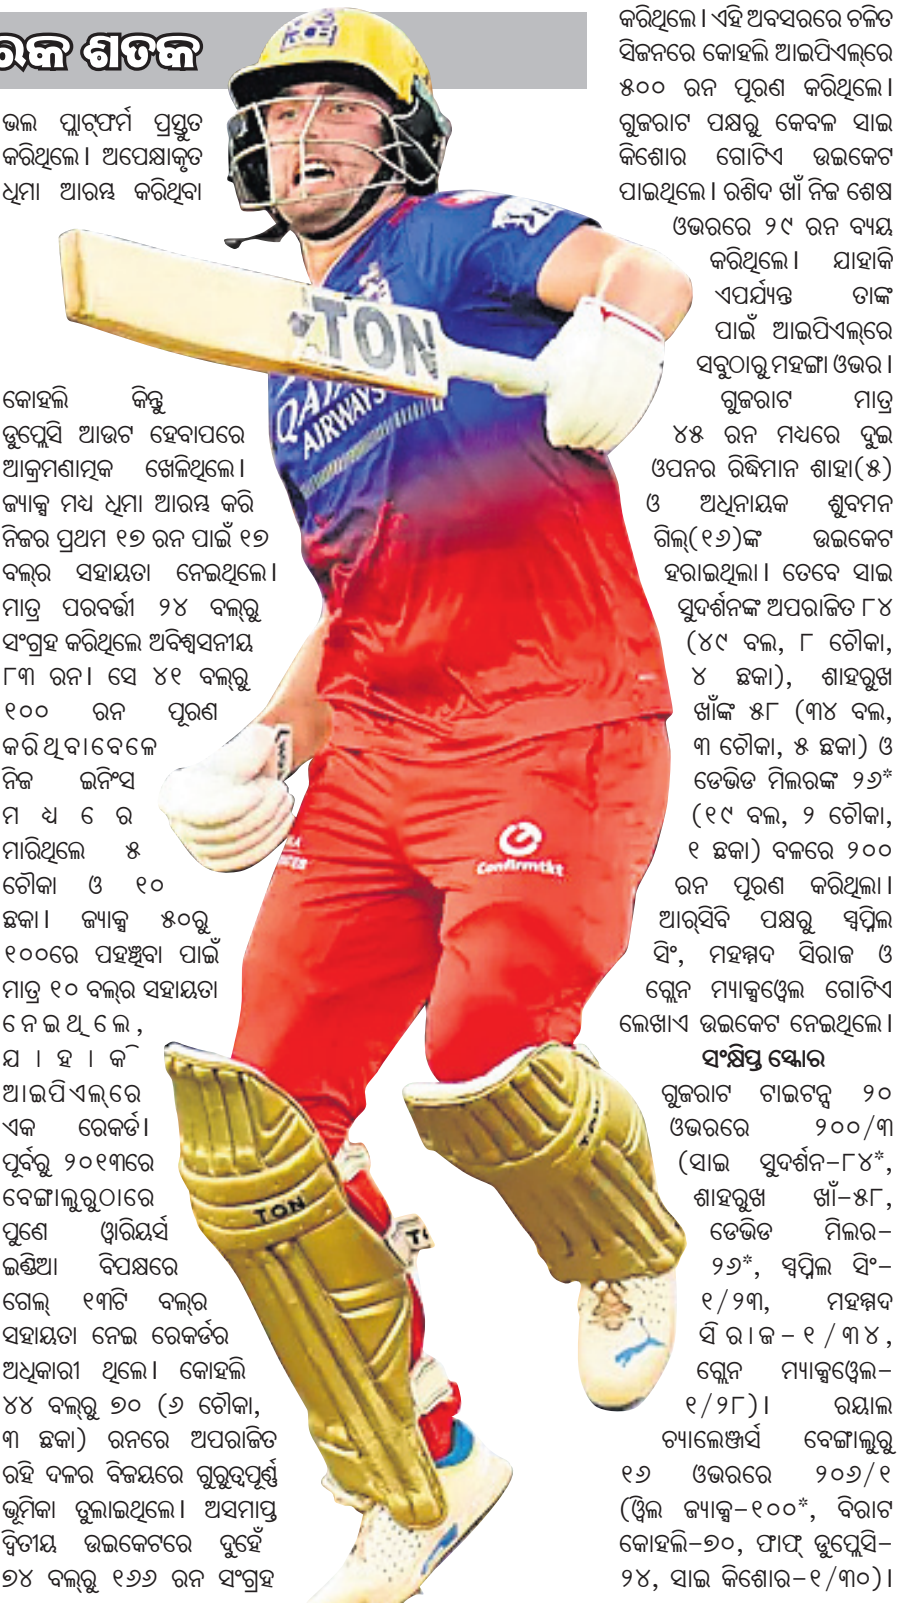 ରକ ଶତକ
ଭଲ ପ୍ଲାଟ୍‌ଫର୍ମ ପ୍ରସ୍ତୁତ
କରିଥିଲେ। ଅପେକ୍ଷାକୃତ
ଧିମା ଆରମ୍ଭ କରିଥିବା
କୋହଲି କିନ୍ତୁ
ଡୁପ୍ଲେସି ଆଉଟ ହେବାପରେ
ଆକ୍ରମଣାତ୍ମକ ଖେଳିଥିଲେ।
ଜ୍ୟାକ୍ସ ମଧ୍ୟ ଧିମା ଆରମ୍ଭ କରି
ନିଜର ପ୍ରଥମ ୧୭ ରନ ପାଇଁ ୧୭
ବଲ୍‌ର ସହାୟତା ନେଇଥିଲେ।
ମାତ୍ର ପରବର୍ତ୍ତୀ ୨୪ ବଲ୍‌ରୁ
ସଂଗ୍ରହ କରିଥିଲେ ଅବିଶ୍ୱସନୀୟ
୮୩ ରନ। ସେ ୪୧ ବଲ୍‌ରୁ
୧୦୦ ରନ ପୂରଣ
କରିଥିବାବେଳେ
ନିଜ ଇନିଂସ
ମଧ୍ୟରେ
ମାରିଥିଲେ ୫
ଚୌକା ଓ ୧୦
ଛକା। ଜ୍ୟାକ୍ସ ୫୦ରୁ
୧୦୦ରେ ପହଞ୍ଚିବା ପାଇଁ
ମାତ୍ର ୧୦ ବଲ୍‌ର ସହାୟତା
ନେଇଥିଲେ,
ଯାହାକି
ଆଇପିଏଲ୍‌ରେ
ଏକ ରେକର୍ଡ।
ପୂର୍ବରୁ ୨୦୧୩ରେ
ବେଙ୍ଗାଲୁରୁଠାରେ
ପୁଣେ ୱାରିୟର୍ସ
ଇଣ୍ଡିଆ ବିପକ୍ଷରେ
ଗେଲ୍ ୧୩ଟି ବଲ୍‌ର
ସହାୟତା ନେଇ ରେକର୍ଡର
ଅଧିକାରୀ ଥିଲେ। କୋହଲି
୪୪ ବଲ୍‌ରୁ ୭୦ (୬ ଚୌକା,
୩ ଛକା) ରନରେ ଅପରାଜିତ
ରହି ଦଳର ବିଜୟରେ ଗୁରୁତ୍ୱପୂର୍ଣ୍ଣ
ଭୂମିକା ତୁଲାଇଥିଲେ। ଅସମାପ୍ତ
ଦ୍ୱିତୀୟ ଉଇକେଟରେ ଦୁହେଁ
୭୪ ବଲ୍‌ରୁ ୧୬୬ ରନ ସଂଗ୍ରହ
କରିଥିଲେ। ଏହି ଅବସରରେ ଚଳିତ
ସିଜନରେ କୋହଲି ଆଇପିଏଲ୍‌ରେ
୫୦୦ ରନ ପୂରଣ କରିଥିଲେ।
ଗୁଜରାଟ ପକ୍ଷରୁ କେବଳ ସାଇ
କିଶୋର ଗୋଟିଏ ଉଇକେଟ
ପାଇଥିଲେ। ରଶିଦ ଖାଁ ନିଜ ଶେଷ
ଓଭରରେ ୨୯ ରନ ବ୍ୟୟ
କରିଥିଲେ। ଯାହାକି
ଏପର୍ଯ୍ୟନ୍ତ ତାଙ୍କ
ପାଇଁ ଆଇପିଏଲ୍‌ରେ
ସବୁଠାରୁ ମହଙ୍ଗା ଓଭର।
ଗୁଜରାଟ ମାତ୍ର
୪୫ ରନ ମଧ୍ୟରେ ଦୁଇ
ଓପନର ରିଦ୍ଧିମାନ ଶାହା(୫)
ଓ ଅଧିନାୟକ ଶୁବମନ
ଗିଲ୍(୧୬)ଙ୍କ ଉଇକେଟ
ହରାଇଥିଲା। ତେବେ ସାଇ
ସୁଦର୍ଶନଙ୍କ ଅପରାଜିତ ୮୪
(୪୯ ବଲ, ୮ ଚୌକା,
୪ ଛକା), ଶାହରୁଖ
ଖାଁଙ୍କ ୫୮ (୩୪ ବଲ,
୩ ଚୌକା, ୫ ଛକା) ଓ
ଡେଭିଡ ମିଲରଙ୍କ ୨୬*
(୧୯ ବଲ, ୨ ଚୌକା,
୧ ଛକା) ବଳରେ ୨୦୦
ରନ ପୂରଣ କରିଥିଲା।
ଆର୍‌ସିବି ପକ୍ଷରୁ ସ୍ୱପ୍ନିଲ
ସିଂ, ମହମ୍ମଦ ସିରାଜ ଓ
ଗ୍ଲେନ ମ୍ୟାକ୍ସୱେଲ ଗୋଟିଏ
ଲେଖାଏ ଉଇକେଟ ନେଇଥିଲେ।
ସଂକ୍ଷିପ୍ତ ସ୍କୋର
ଗୁଜରାଟ ଟାଇଟନ୍ସ ୨୦
ଓଭରରେ ୨୦୦/୩
(ସାଇ ସୁଦର୍ଶନ-୮୪*,
ଶାହରୁଖ ଖାଁ-୫୮,
ଡେଭିଡ ମିଲର-
୨୬*, ସ୍ୱପ୍ନିଲ ସିଂ-
୧/୨୩, ମହମ୍ମଦ
ସିରାଜ-୧/୩୪,
ଗ୍ଲେନ ମ୍ୟାକ୍ସୱେଲ-
୧/୨୮)। ରୟାଲ
ଚ୍ୟାଲେଞ୍ଜର୍ସ ବେଙ୍ଗାଲୁରୁ
୧୬ ଓଭରରେ ୨୦୬/୧
(ୱିଲ ଜ୍ୟାକ୍ସ-୧୦୦*, ବିରାଟ
କୋହଲି-୭୦, ଫାଫ୍ ଡୁପ୍ଲେସି-
୨୪, ସାଇ କିଶୋର-୧/୩୦)।
TON
QATAR
AIRWAYS
Confirmtkt
TON